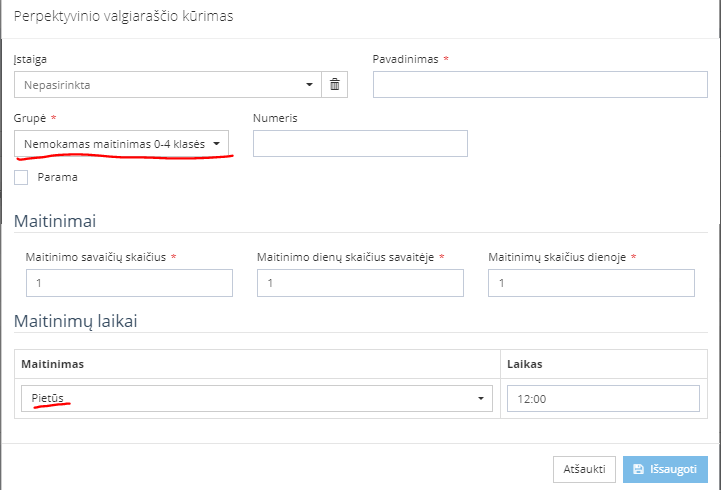 Perpektyvinio valgiaraščio kūrimas
Įstaiga
Pavadinimas *
Nepasirinkta
Grupė *
Numeris
Nemokamas maitinimas 0-4 klasės
Parama
Maitinimai
Maitinimo savaičių skaičius *
Maitinimo dienų skaičius savaitėje *
Maitinimų skaičius dienoje *
1
1
1
Maitinimų laikai
Maitinimas
Laikas
Pietūs
12:00
Atšaukti
Išsaugoti